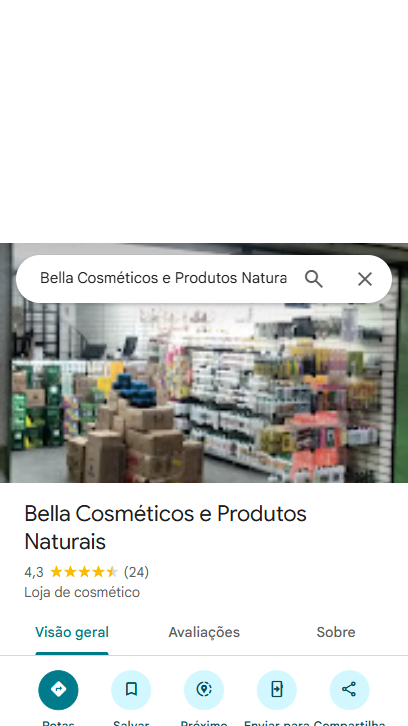 Bella Cosméticos e Produtos Natura
Bella Cosméticos e Produtos
Naturais
4,3 (24)
Loja de cosmético
Visão geral Avaliações Sobre
Rotas Salvar Próximo Enviar para Compartilha